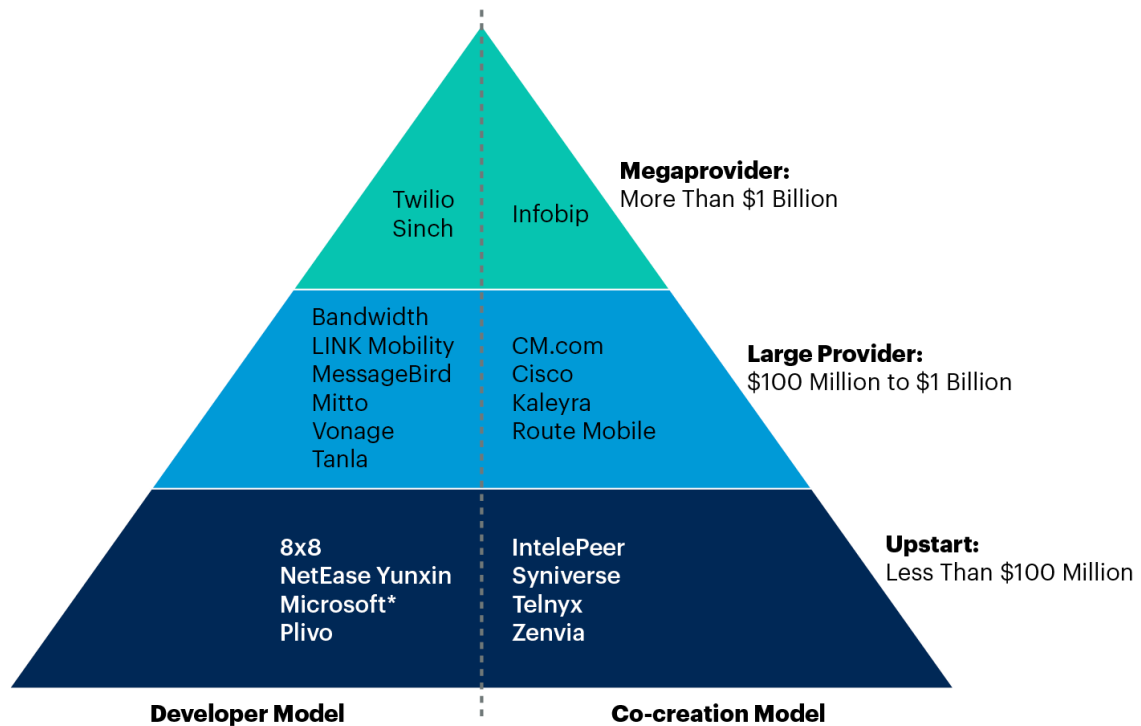 Megaprovider:
More Than $1 Billion
Twilio
Sinch
Infobip
Large Provider:
$100 Million to $1 Billion
Bandwidth
LINK Mobility
MessageBird
Mitto
Vonage
Tanla
CM.com
Cisco
Kaleyra
Route Mobile
Upstart:
Less Than $100 Million
8x8
NetEase Yunxin
Microsoft*
Plivo
IntelePeer
Syniverse
Telnyx
Zenvia
Developer Model
Co-creation Model